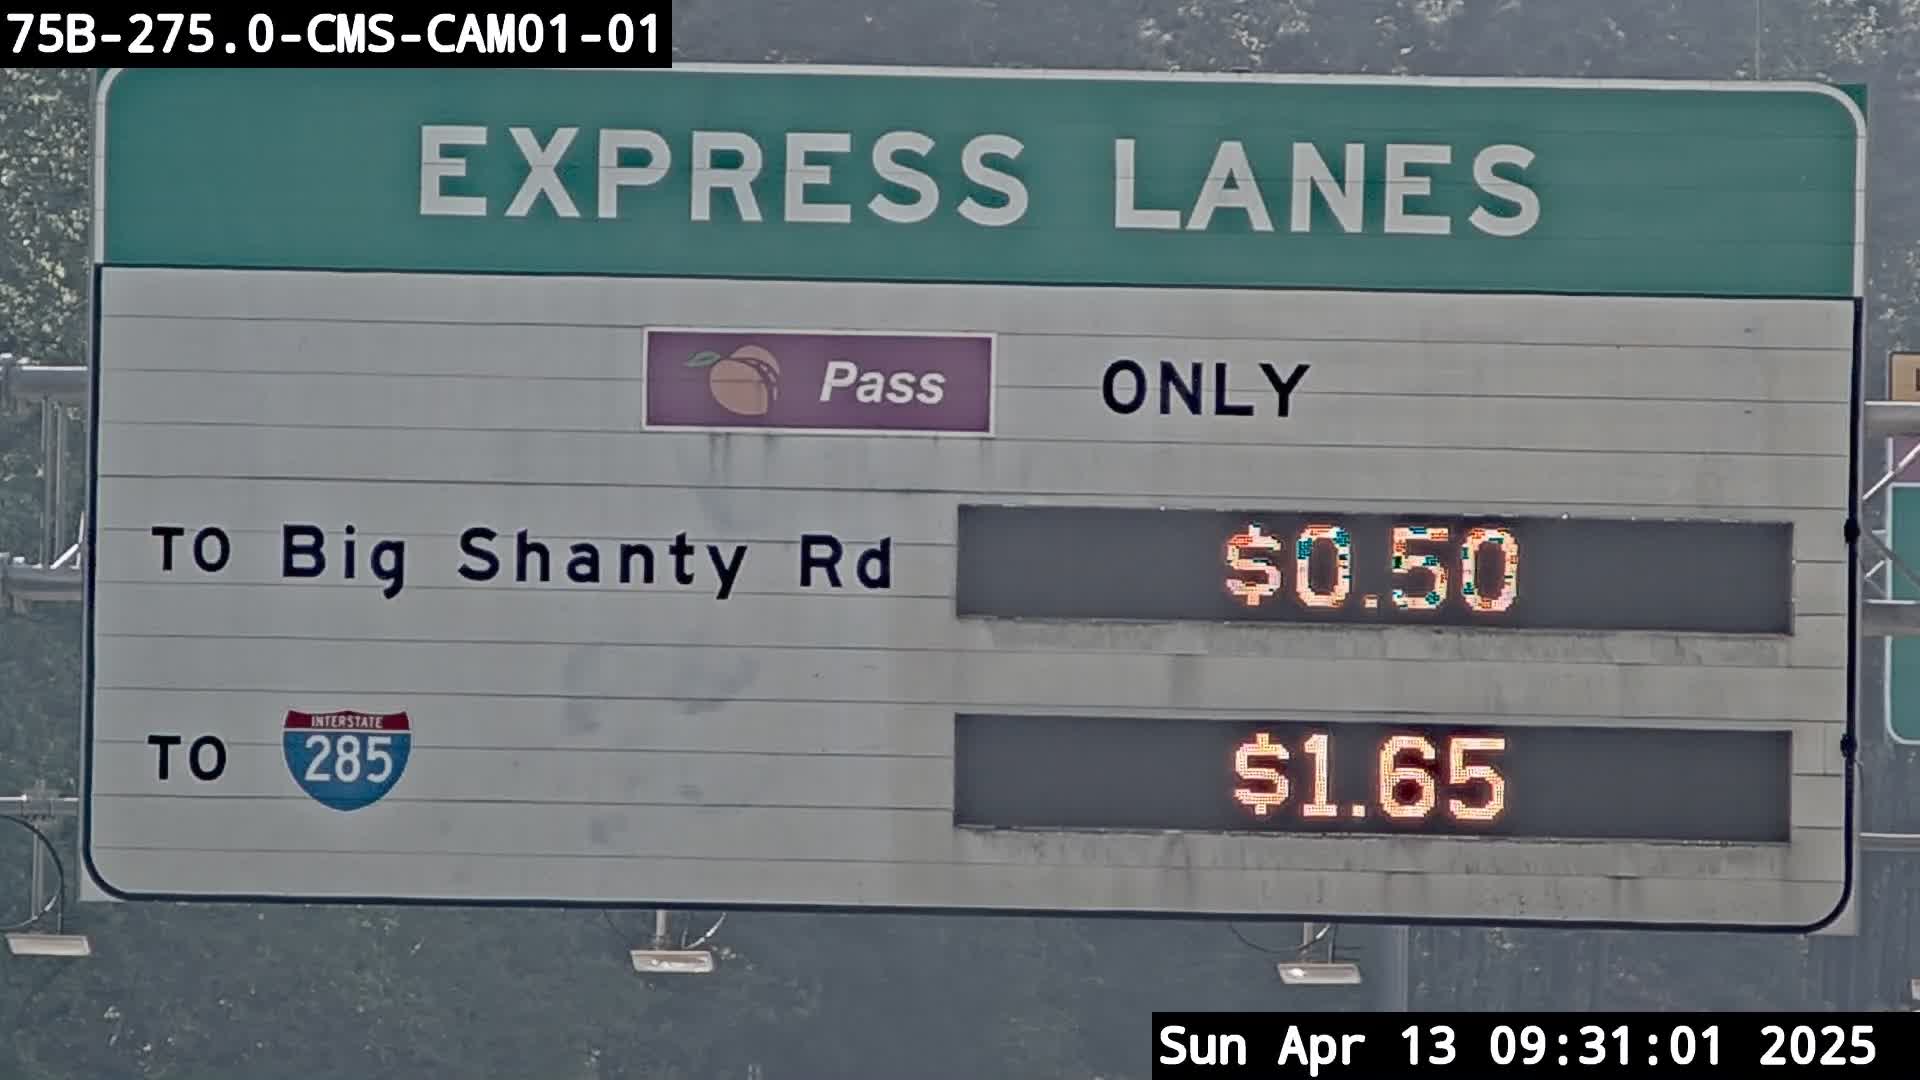 75B-275.0-CMS-CAM01-01
EXPRESS LANES
Pass ONLY
TO Big Shanty Rd $0.50
INTERSTATE
TO 285 $1.65
Sun Apr 13 09:31:01 2025